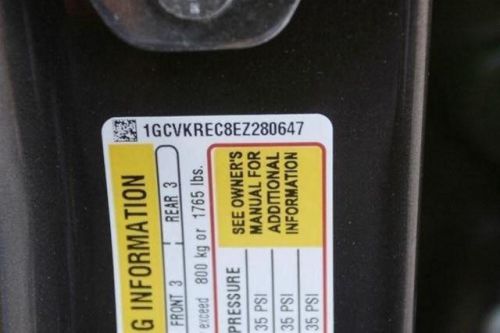 1GCVKREC8EZ280647
G INFORMATION
FRONT 3 REAR 3
exceed 800 kg or 1765 lbs.
SEE OWNER'S
MANUAL FOR
ADDITIONAL
INFORMATION
PRESSURE
35 PSI
35 PSI
35 PSI